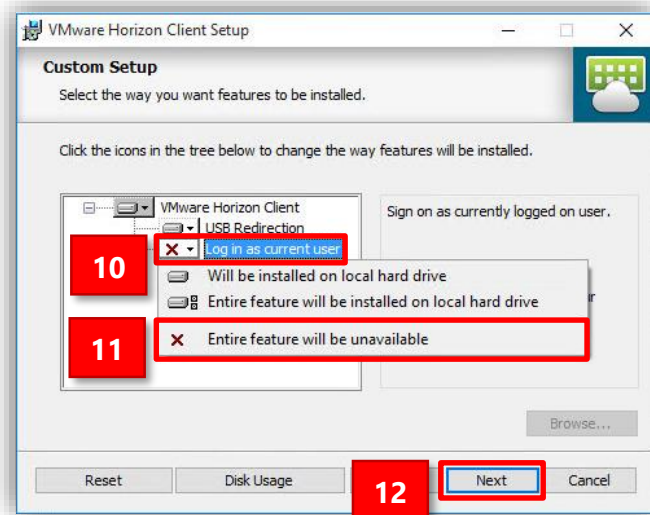 VMware Horizon Client Setup
Custom Setup
Select the way you want features to be installed.
Click the icons in the tree below to change the way features will be installed.
VMware Horizon Client
USB Redirection
10
Log in as current user
Sign on as currently logged on user.
Will be installed on local hard drive
Entire feature will be installed on local hard drive
11
Entire feature will be unavailable
Browse...
Reset
Disk Usage
12
Next
Cancel